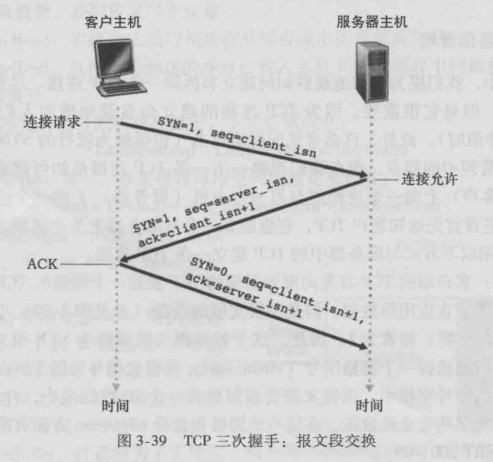 客户主机
服务器主机
连接请求
SYN=1, seq=client_isn
连接允许
SYN=1, seq=server_isn,
ack=client_isn+1
ACK
SYN=0, seq=client_isn+1,
ack=server_isn+1
时间
时间
图 3-39 TCP 三次握手：报文段交换